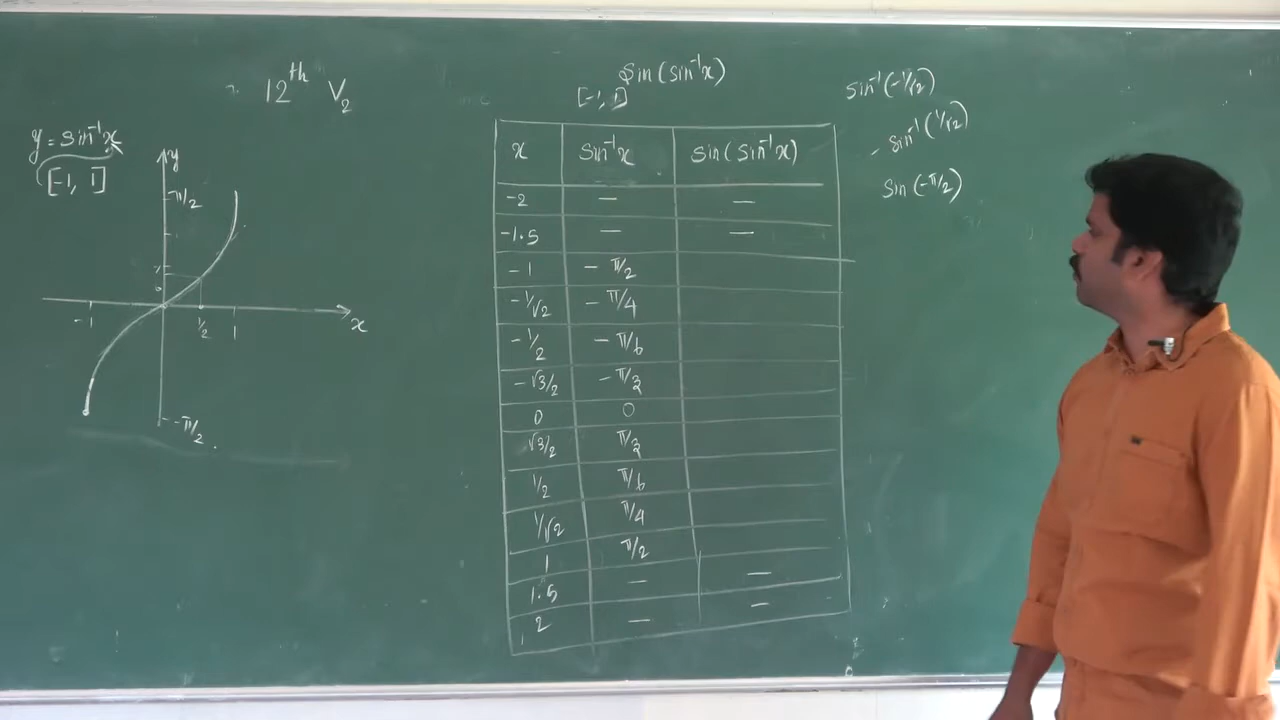 12th V2
y = sin⁻¹x
[-1, 1]
y
-π/2
-1
1/2
1
x
-π/2
sin(sin⁻¹x)
[-1, 1]
x sin⁻¹x sin(sin⁻¹x)
-2 — —
-1.5 — —
-1 -π/2
-1/√2 -π/4
-1/2 -π/6
-√3/2 -π/3
0 0
√3/2 π/3
1/2 π/6
1/√2 π/4
1 π/2
1.5 — —
2 — —
sin⁻¹(-1/√2)
- sin⁻¹(1/√2)
sin(-π/2)